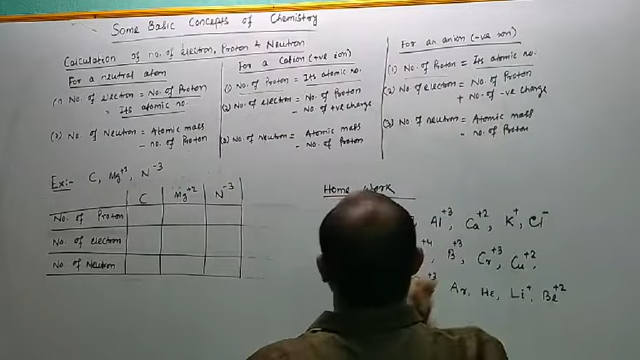 Some Basic Concepts of Chemistry
Calculation of no. of electron, Proton & Neutron
For a neutral atom
(1) No. of electron = No. of Proton
= Its atomic no.
(2) No. of Neutron = Atomic mass
- no. of Proton
For a Cation (+ve ion)
(1) No. of Proton = Its atomic no.
(2) No. of electron = No. of Proton
- No. of +ve charge
(3) No. of neutron = Atomic mass
- No. of Proton
For an anion (-ve ion)
(1) No. of Proton = Its atomic no.
(2) No. of electron = No. of Proton
+ No. of -ve charge
(3) No. of neutron = Atomic mass
- no. of Proton
Ex:- C, Mg+2, N-3
C Mg+2 N-3
No. of Proton
No. of electron
No of Neutron
Home Work
Al+3, Ca+2, K+, Cl-
+4, B+3, Cr+3, Cu+2,
+3 Ar, He, Li+, Be+2